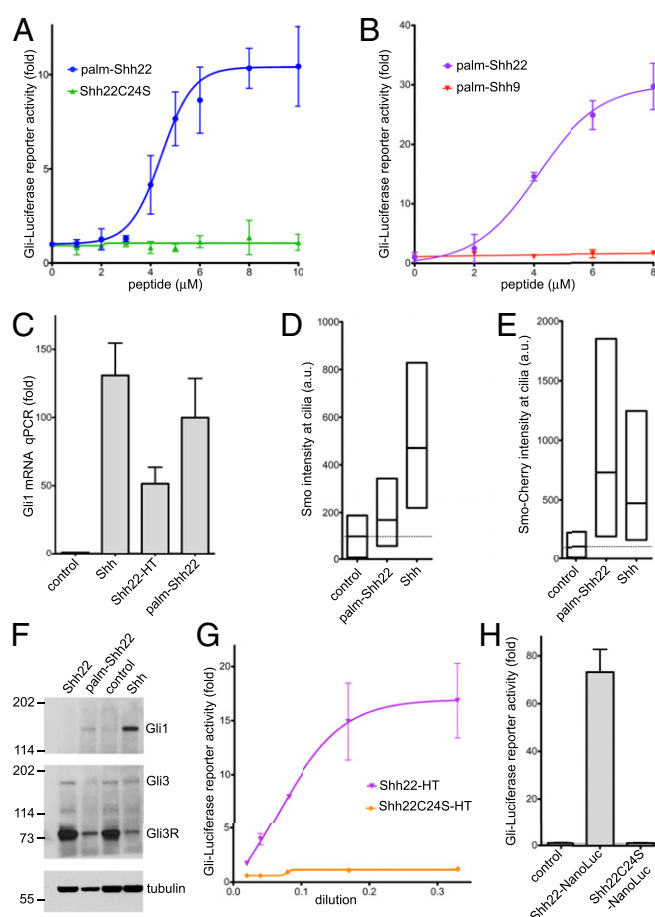 A
Gli-Luciferase reporter activity (fold)
10
5
0
palm-Shh22
Shh22C24S
0 2 4 6 8 10
peptide (μM)
B
Gli-Luciferase reporter activity (fold)
40
30
20
10
0
palm-Shh22
palm-Shh9
0 2 4 6 8
peptide (μM)
C
Gli1 mRNA qPCR (fold)
150
100
50
0
control
Shh
Shh22-HT
palm-Shh22
D
Smo intensity at cilia (a.u.)
1000
800
600
400
200
0
control
palm-Shh22
Shh
E
Smo-Cherry intensity at cilia (a.u.)
2000
1500
1000
500
0
control
palm-Shh22
Shh
F
Shh22
palm-Shh22
control
Shh
202
114
Gli1
202
114
73
Gli3
Gli3R
55
tubulin
G
Gli-Luciferase reporter activity (fold)
20
15
10
5
0
Shh22-HT
Shh22C24S-HT
0.0 0.1 0.2 0.3
dilution
H
Gli-Luciferase reporter activity (fold)
80
60
40
20
0
control
Shh22-NanoLuc
Shh22C24S
-NanoLuc